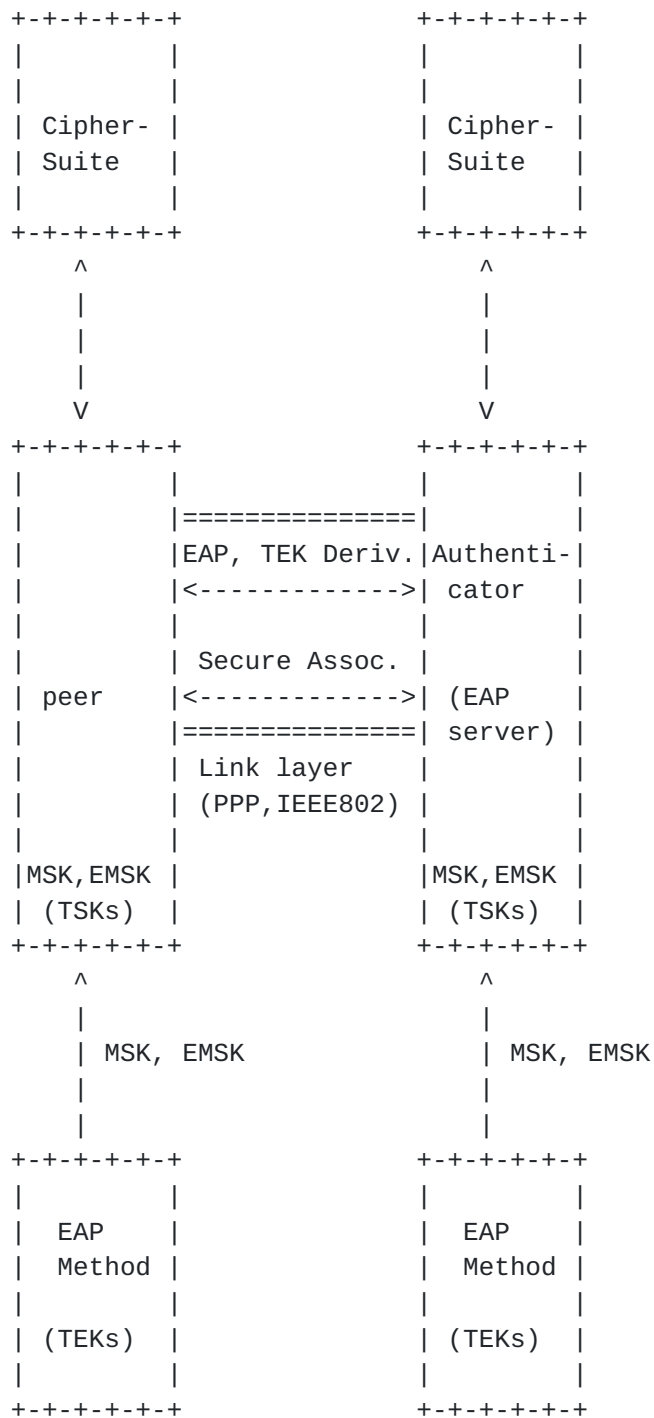 +-+-+-+-+-+               +-+-+-+-+-+
|         |               |         |
|         |               |         |
| Cipher- |               | Cipher- |
| Suite   |               | Suite   |
|         |               |         |
+-+-+-+-+-+               +-+-+-+-+-+
    ^                         ^
    |                         |
    |                         |
    |                         |
    V                         V
+-+-+-+-+-+               +-+-+-+-+-+
|         |               |         |
|         |===============|         |
|         |EAP, TEK Deriv.|Authenti-|
|         |<------------->| cator   |
|         |               |         |
|         | Secure Assoc. |         |
| peer    |<------------->| (EAP    |
|         |===============| server) |
|         | Link layer    |         |
|         | (PPP,IEEE802) |         |
|         |               |         |
|MSK,EMSK |               |MSK,EMSK |
| (TSKs)  |               | (TSKs)  |
+-+-+-+-+-+               +-+-+-+-+-+
    ^                         ^
    |                         |
    | MSK, EMSK               | MSK, EMSK
    |                         |
    |                         |
+-+-+-+-+-+               +-+-+-+-+-+
|         |               |         |
|  EAP    |               |  EAP    |
|  Method |               |  Method |
|         |               |         |
| (TEKs)  |               | (TEKs)  |
|         |               |         |
+-+-+-+-+-+               +-+-+-+-+-+